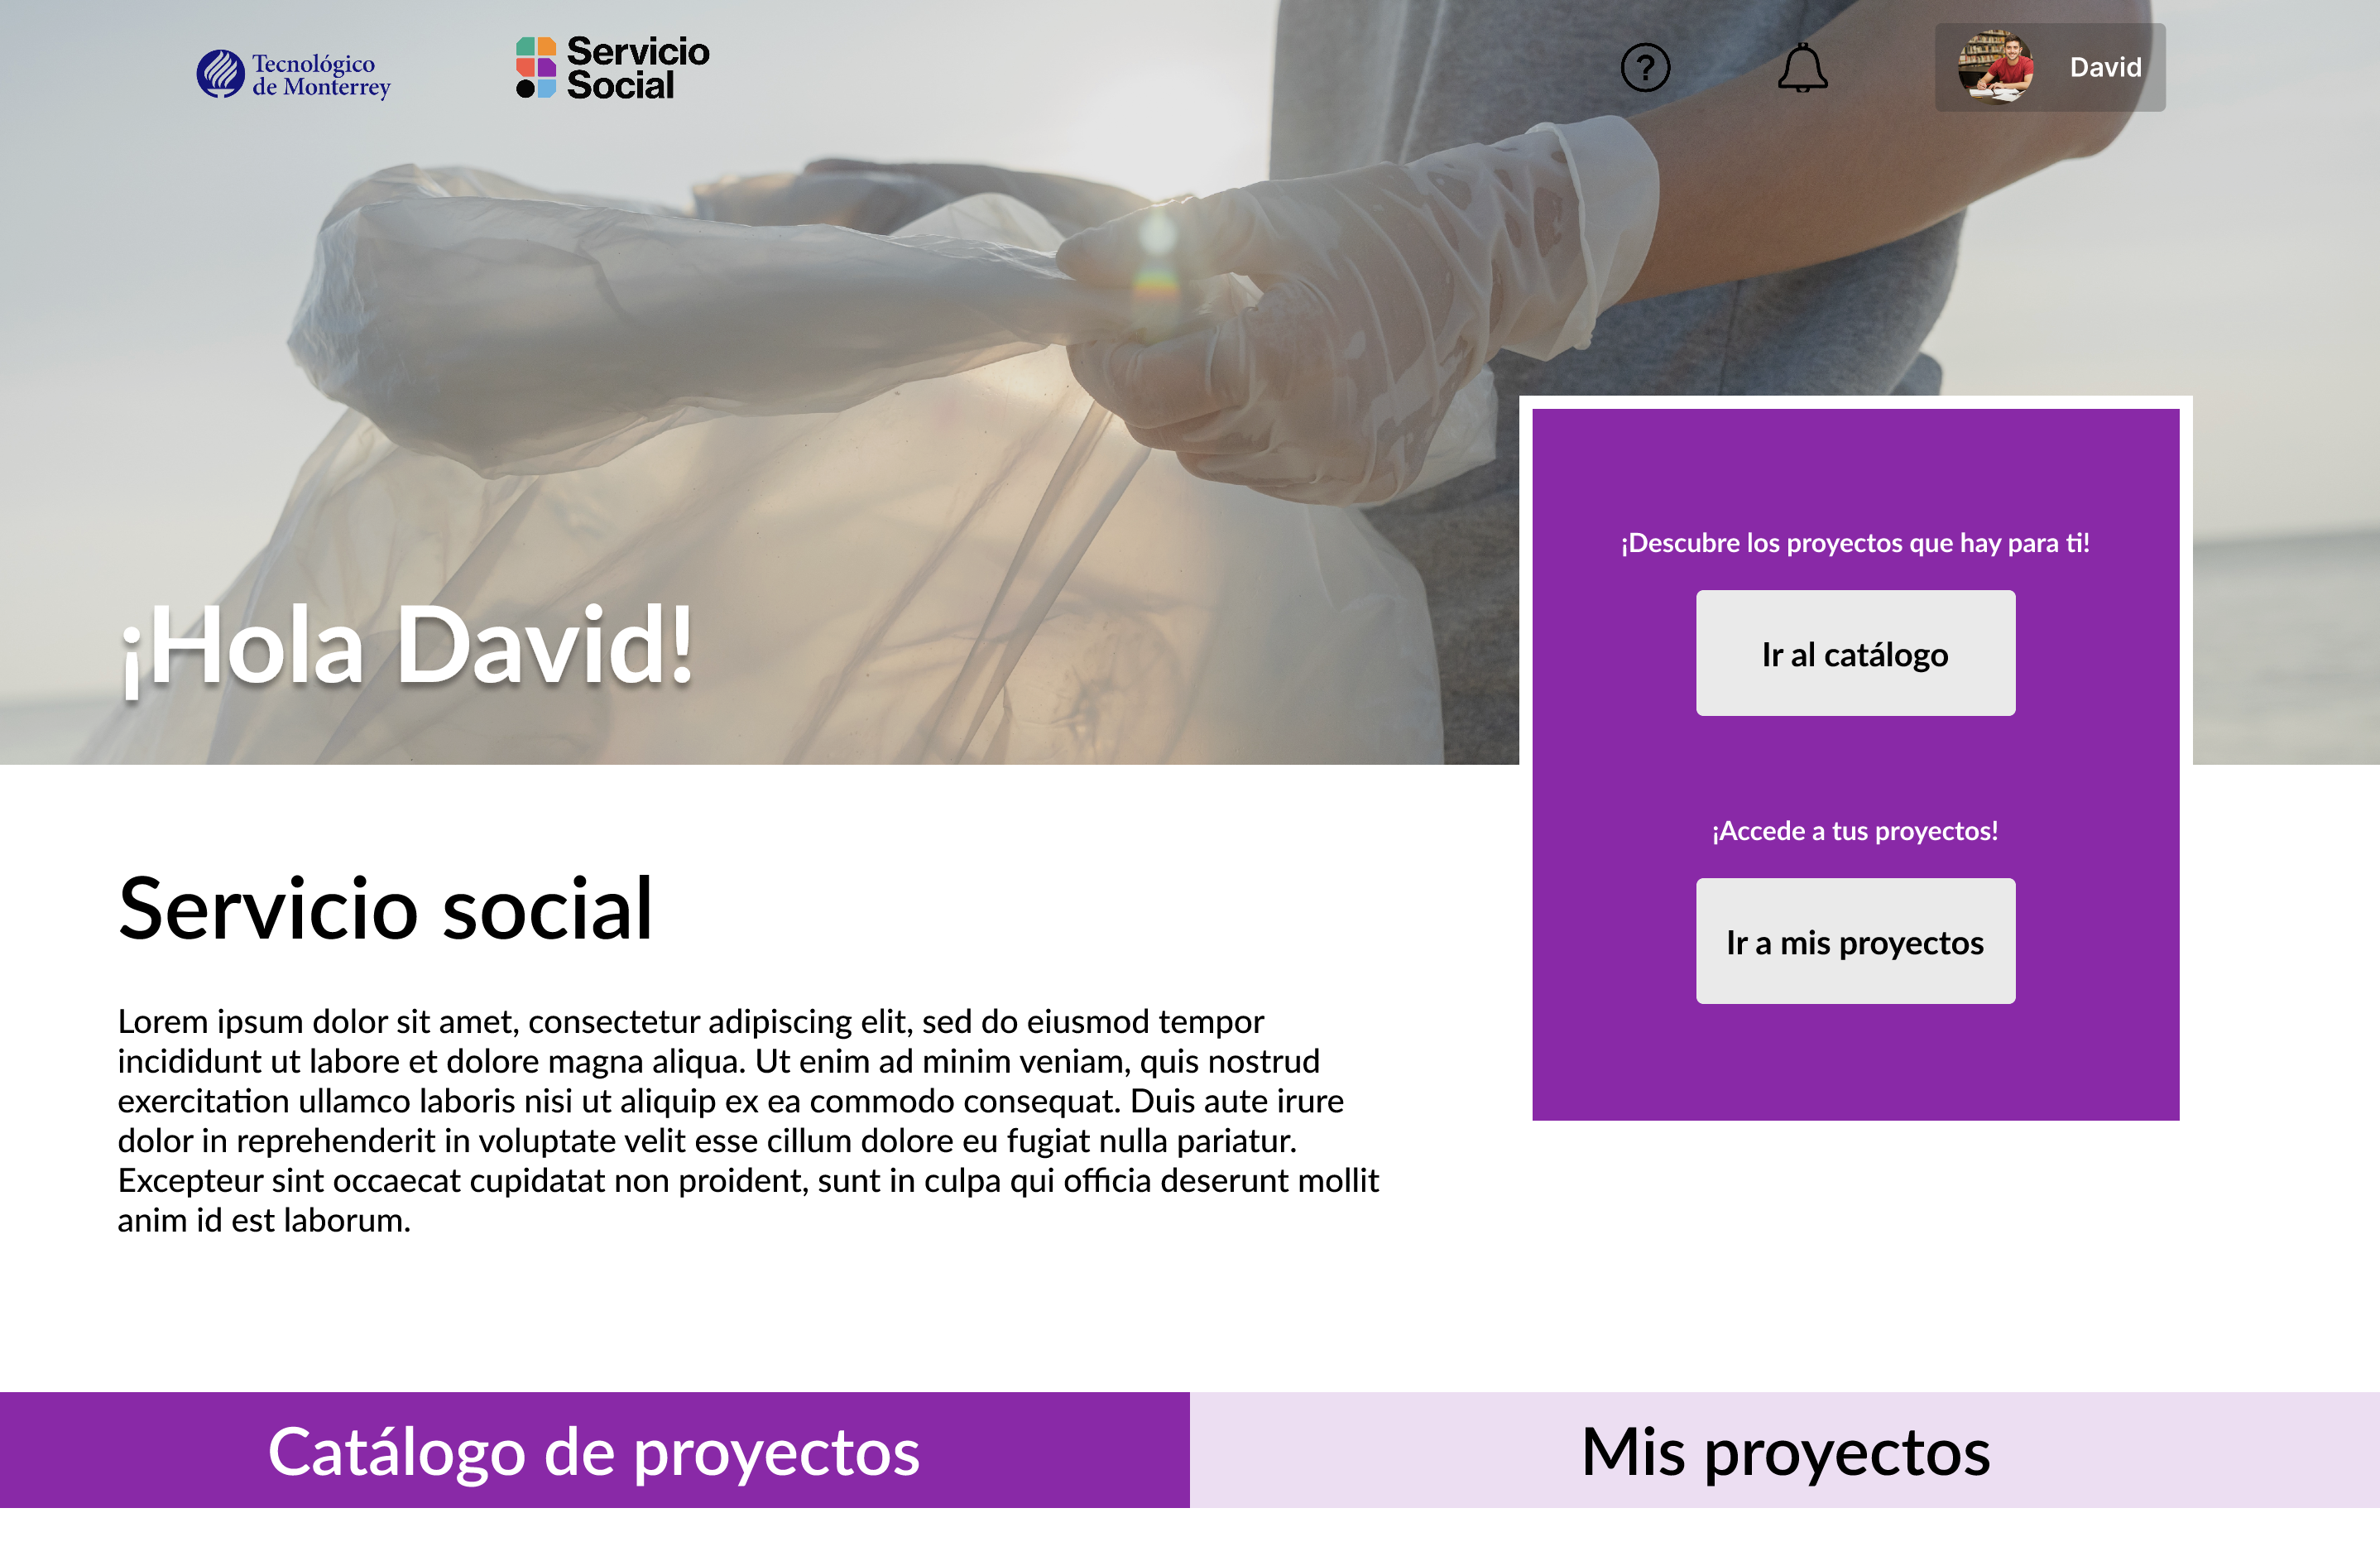 Tecnológico
de Monterrey
Servicio
Social
?
David
¡Hola David!
¡Descubre los proyectos que hay para ti!
Ir al catálogo
¡Accede a tus proyectos!
Ir a mis proyectos
Servicio social
Lorem ipsum dolor sit amet, consectetur adipiscing elit, sed do eiusmod tempor
incididunt ut labore et dolore magna aliqua. Ut enim ad minim veniam, quis nostrud
exercitation ullamco laboris nisi ut aliquip ex ea commodo consequat. Duis aute irure
dolor in reprehenderit in voluptate velit esse cillum dolore eu fugiat nulla pariatur.
Excepteur sint occaecat cupidatat non proident, sunt in culpa qui officia deserunt mollit
anim id est laborum.
Catálogo de proyectos
Mis proyectos